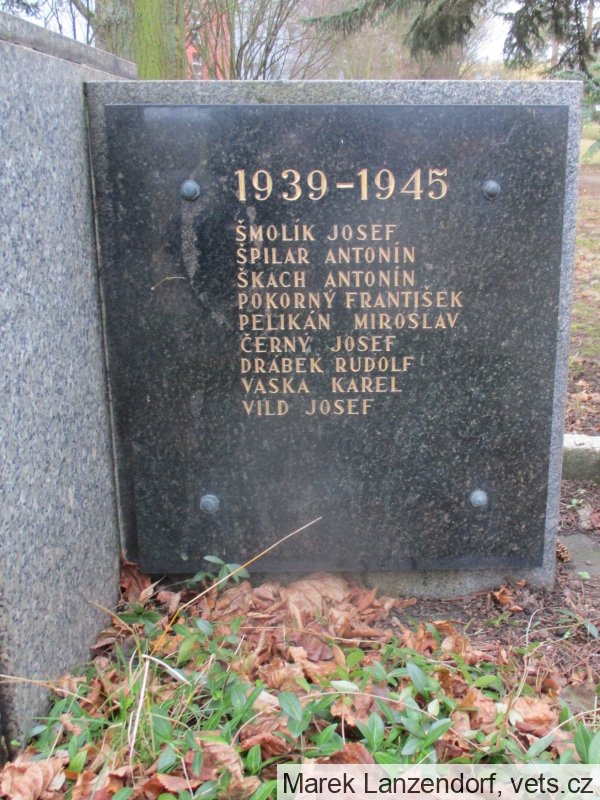 1939-1945
ŠMOLÍK JOSEF
ŠPILAR ANTONÍN
ŠKACH ANTONÍN
POKORNÝ FRANTIŠEK
PELIKÁN MIROSLAV
ČERNÝ JOSEF
DRÁBEK RUDOLF
VASKA KAREL
VILD JOSEF
Marek Lanzendorf, vets.cz